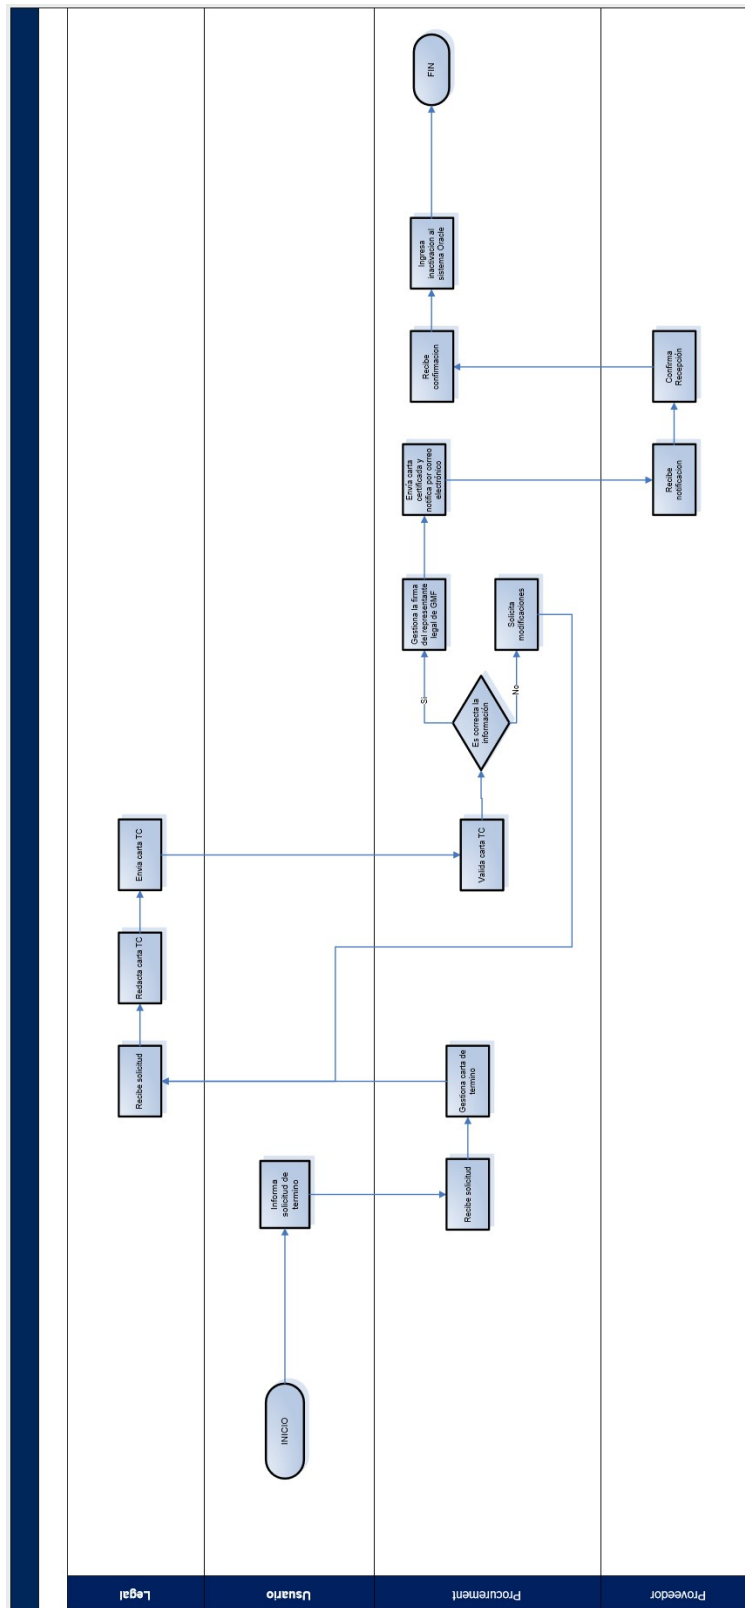 Legal
Recibe solicitud
Redacta carta TC
Envia carta TC
Usuario
INICIO
Informa
solicitud de
termino
Procurement
Recibe solicitud
Gestiona carta de
termino
Valida carta TC
Es correcta la
información
Si
No
Gestiona la firma
del representante
legal de GMF
Solicita
modificaciones
Envía carta
certificada y
notifica por correo
electrónico
Recibe
confirmacion
Ingresa
inactivacion al
sistema Oracle
FIN
Proveedor
Recibe
notificacion
Confirma
Recepción